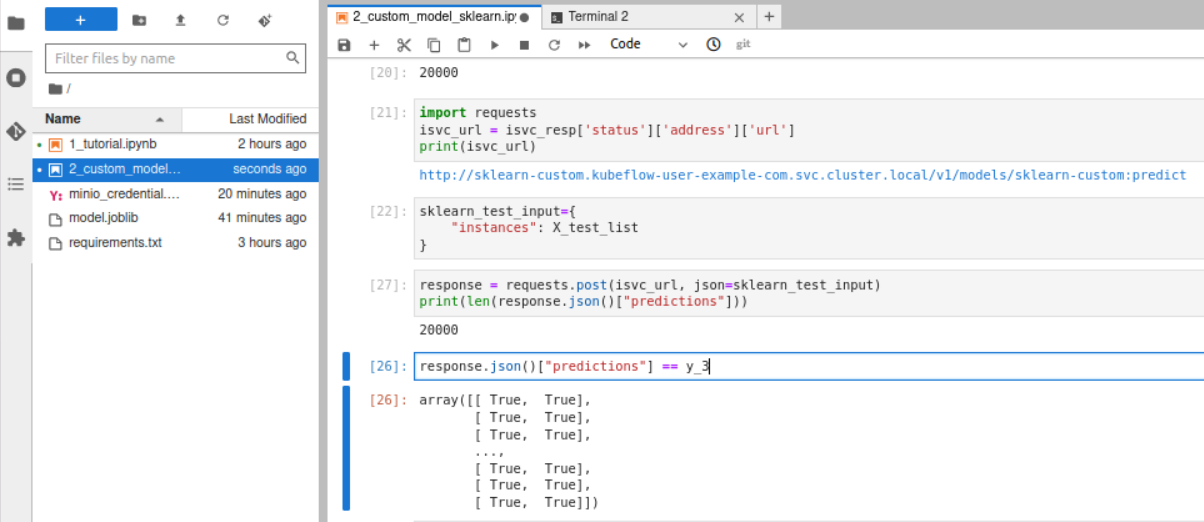 2_custom_model_sklearn.ipy
Terminal 2
Code
git
Filter files by name
/
Name Last Modified
1_tutorial.ipynb 2 hours ago
2_custom_model... seconds ago
Y: minio_credential.... 20 minutes ago
model.joblib 41 minutes ago
requirements.txt 3 hours ago
[20]: 20000
[21]: import requests
isvc_url = isvc_resp['status']['address']['url']
print(isvc_url)
http://sklearn-custom.kubeflow-user-example-com.svc.cluster.local/v1/models/sklearn-custom:predict
[22]: sklearn_test_input={
"instances": X_test_list
}
[27]: response = requests.post(isvc_url, json=sklearn_test_input)
print(len(response.json()["predictions"]))
20000
[26]: response.json()["predictions"] == y_3
[26]: array([[ True, True],
[ True, True],
[ True, True],
...,
[ True, True],
[ True, True],
[ True, True]])